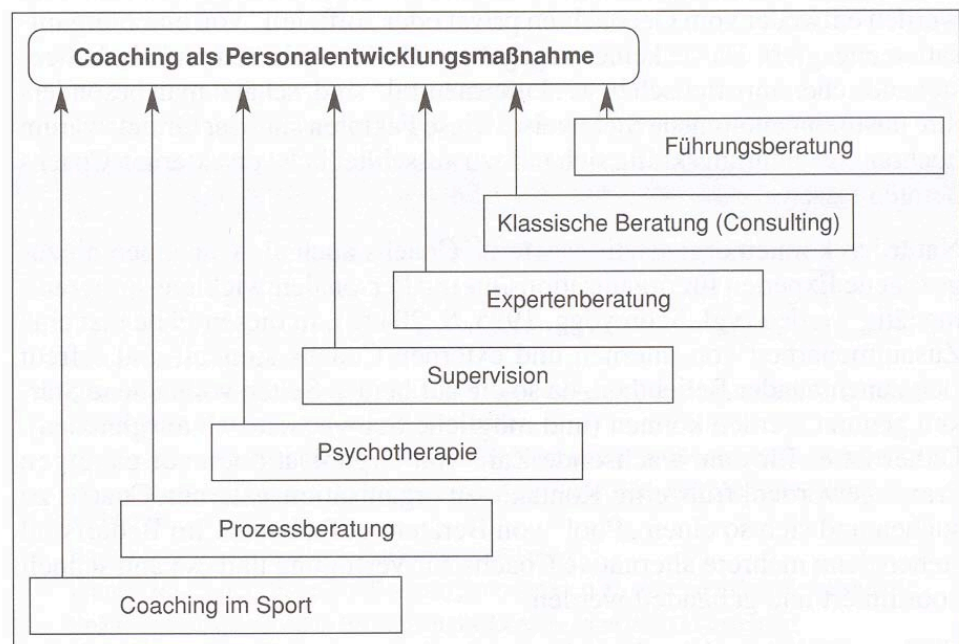 Coaching als Personalentwicklungsmaßnahme
Führungsberatung
Klassische Beratung (Consulting)
Expertenberatung
Supervision
Psychotherapie
Prozessberatung
Coaching im Sport